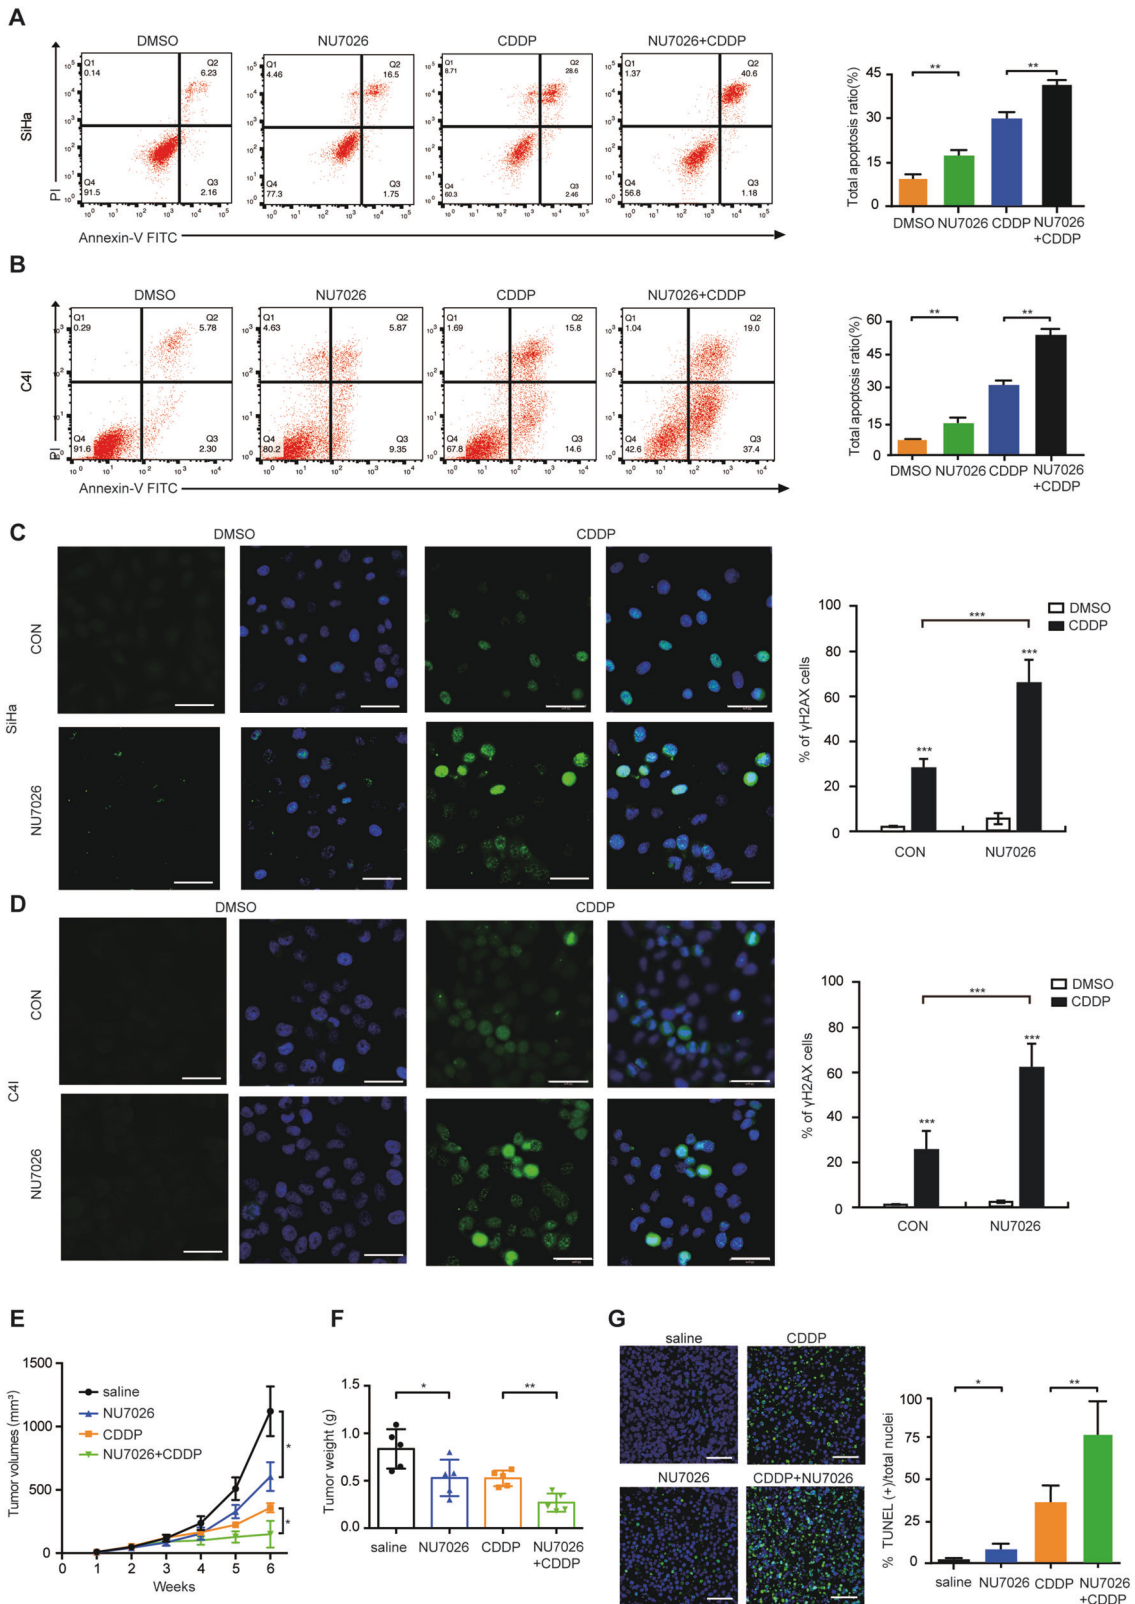 A
DMSO
NU7026
CDDP
NU7026+CDDP
SiHa
PI
Q1
0.14
Q2
6.23
Q4
91.5
Q3
2.16
Q1
4.46
Q2
16.5
Q4
77.3
Q3
1.75
Q1
8.71
Q2
28.6
Q4
60.3
Q3
2.46
Q1
1.37
Q2
40.6
Q4
56.8
Q3
1.18
Annexin-V FITC
Total apoptosis ratio(%)
45
30
15
0
**
**
DMSO NU7026 CDDP NU7026
+CDDP
B
DMSO
NU7026
CDDP
NU7026+CDDP
C4I
PI
Q1
0.29
Q2
5.78
Q4
91.6
Q3
2.30
Q1
4.63
Q2
5.87
Q4
80.2
Q3
9.35
Q1
1.69
Q2
15.8
Q4
67.8
Q3
14.6
Q1
1.04
Q2
19.0
Q4
42.6
Q3
37.4
Annexin-V FITC
Total apoptosis ratio(%)
60
45
30
15
0
**
**
DMSO NU7026 CDDP NU7026
+CDDP
C
DMSO
CDDP
SiHa
CON
NU7026
% of γH2AX cells
100
80
60
40
20
0
DMSO
CDDP
***
***
***
CON
NU7026
D
DMSO
CDDP
C4I
CON
NU7026
% of γH2AX cells
100
80
60
40
20
0
DMSO
CDDP
***
***
***
CON
NU7026
E
Tumor volumes (mm³)
1500
1000
500
0
saline
NU7026
CDDP
NU7026+CDDP
*
*
0 1 2 3 4 5 6
Weeks
F
Tumor weight (g)
1.5
1.0
0.5
0.0
*
**
saline NU7026 CDDP NU7026
+CDDP
G
saline
CDDP
NU7026
CDDP+NU7026
% TUNEL (+)/total nuclei
100
75
50
25
0
*
**
saline NU7026 CDDP NU7026
+CDDP